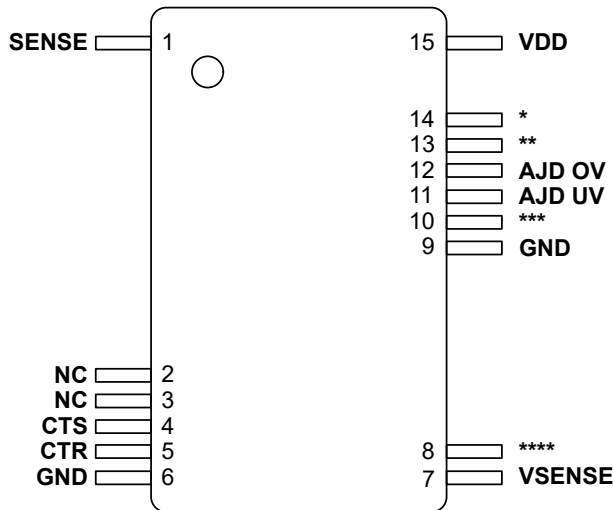 SENSE 1 15 VDD
14 *
13 **
12 AJD OV
11 AJD UV
10 ***
9 GND
NC 2
NC 3
CTS 4
CTR 5 8 ****
GND 6 7 VSENSE